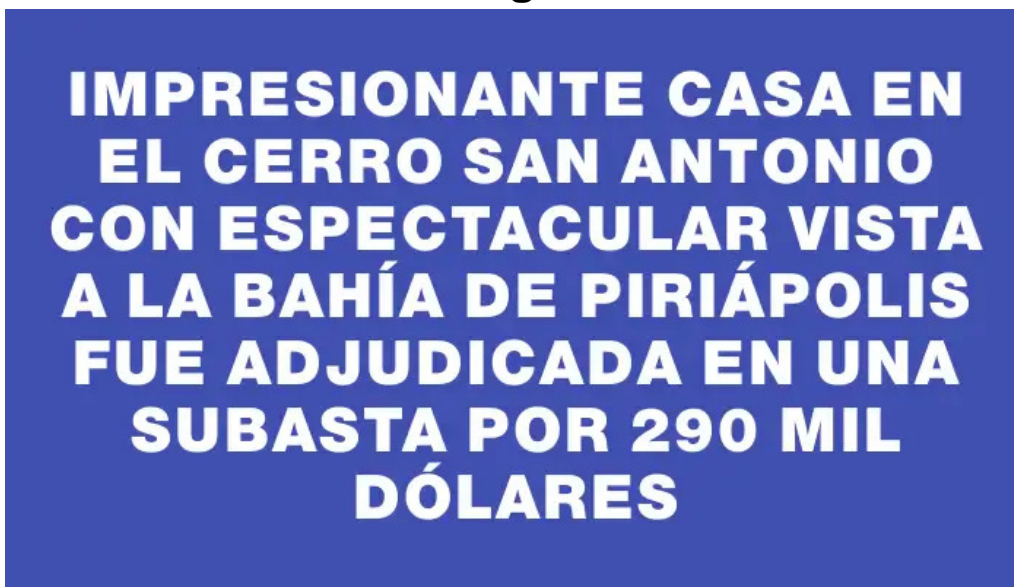 IMPRESIONANTE CASA EN
EL CERRO SAN ANTONIO
CON ESPECTACULAR VISTA
A LA BAHÍA DE PIRIÁPOLIS
FUE ADJUDICADA EN UNA
SUBASTA POR 290 MIL
DÓLARES